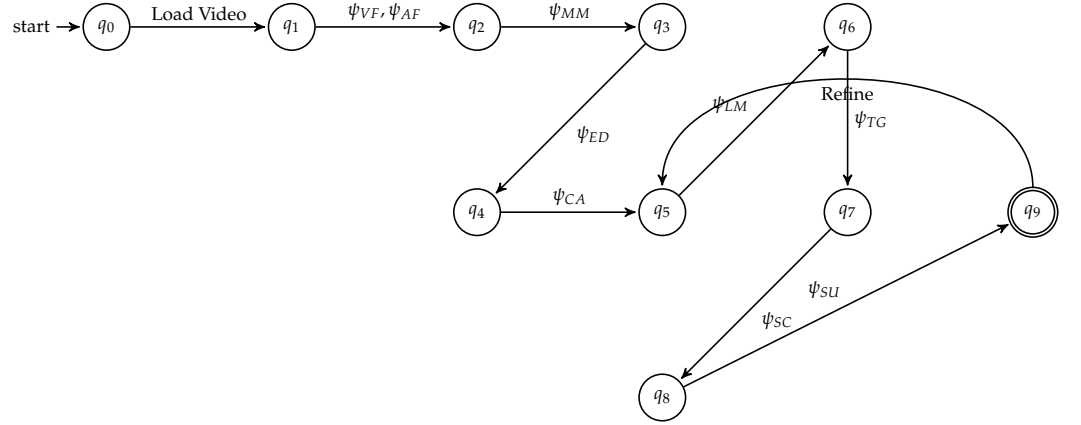 start q0 Load Video q1 ψVF, ψAF q2 ψMM q3 q6
ψLM Refine
ψED ψTG
q4 ψCA q5 q7 q9
ψSU
ψSC
q8